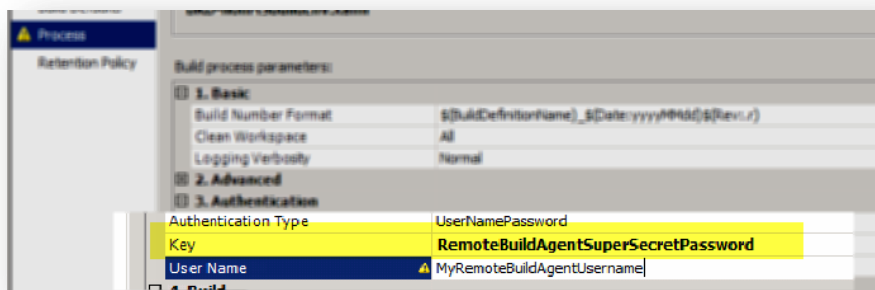 Process
Retention Policy
Build process parameters:
1. Basic
Build Number Format $(BuildDefinitionName)_$(Date:yyyyMMdd)$(Rev:.r)
Clean Workspace All
Logging Verbosity Normal
2. Advanced
3. Authentication
Authentication Type UserNamePassword
Key RemoteBuildAgentSuperSecretPassword
User Name MyRemoteBuildAgentUsername
4. Build